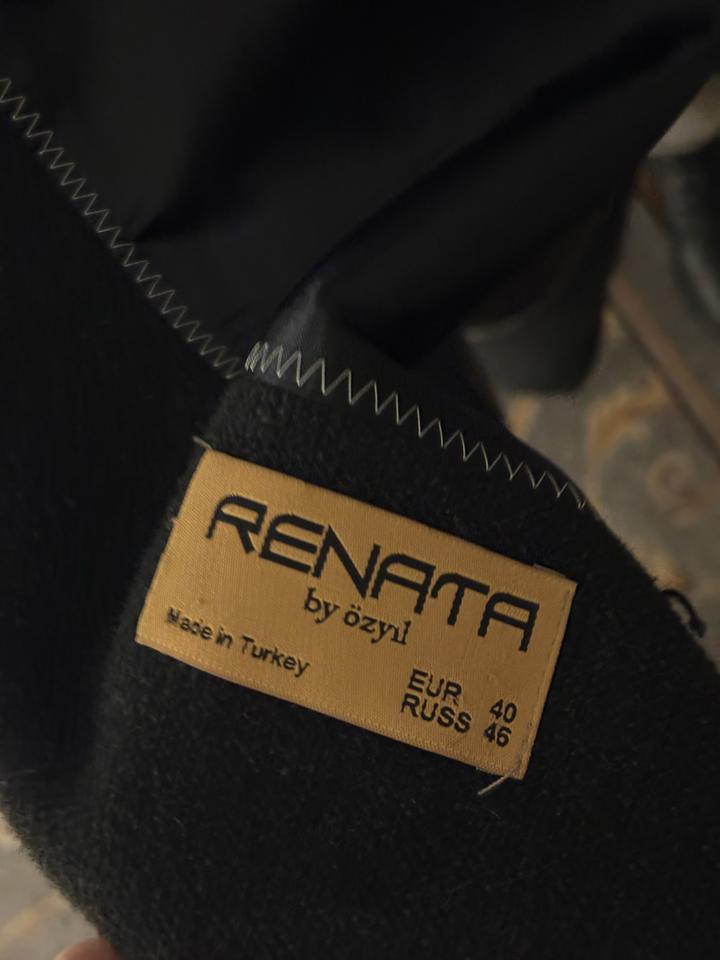 RENATA
by özyıl
Made in Turkey
EUR 40
RUSS 46